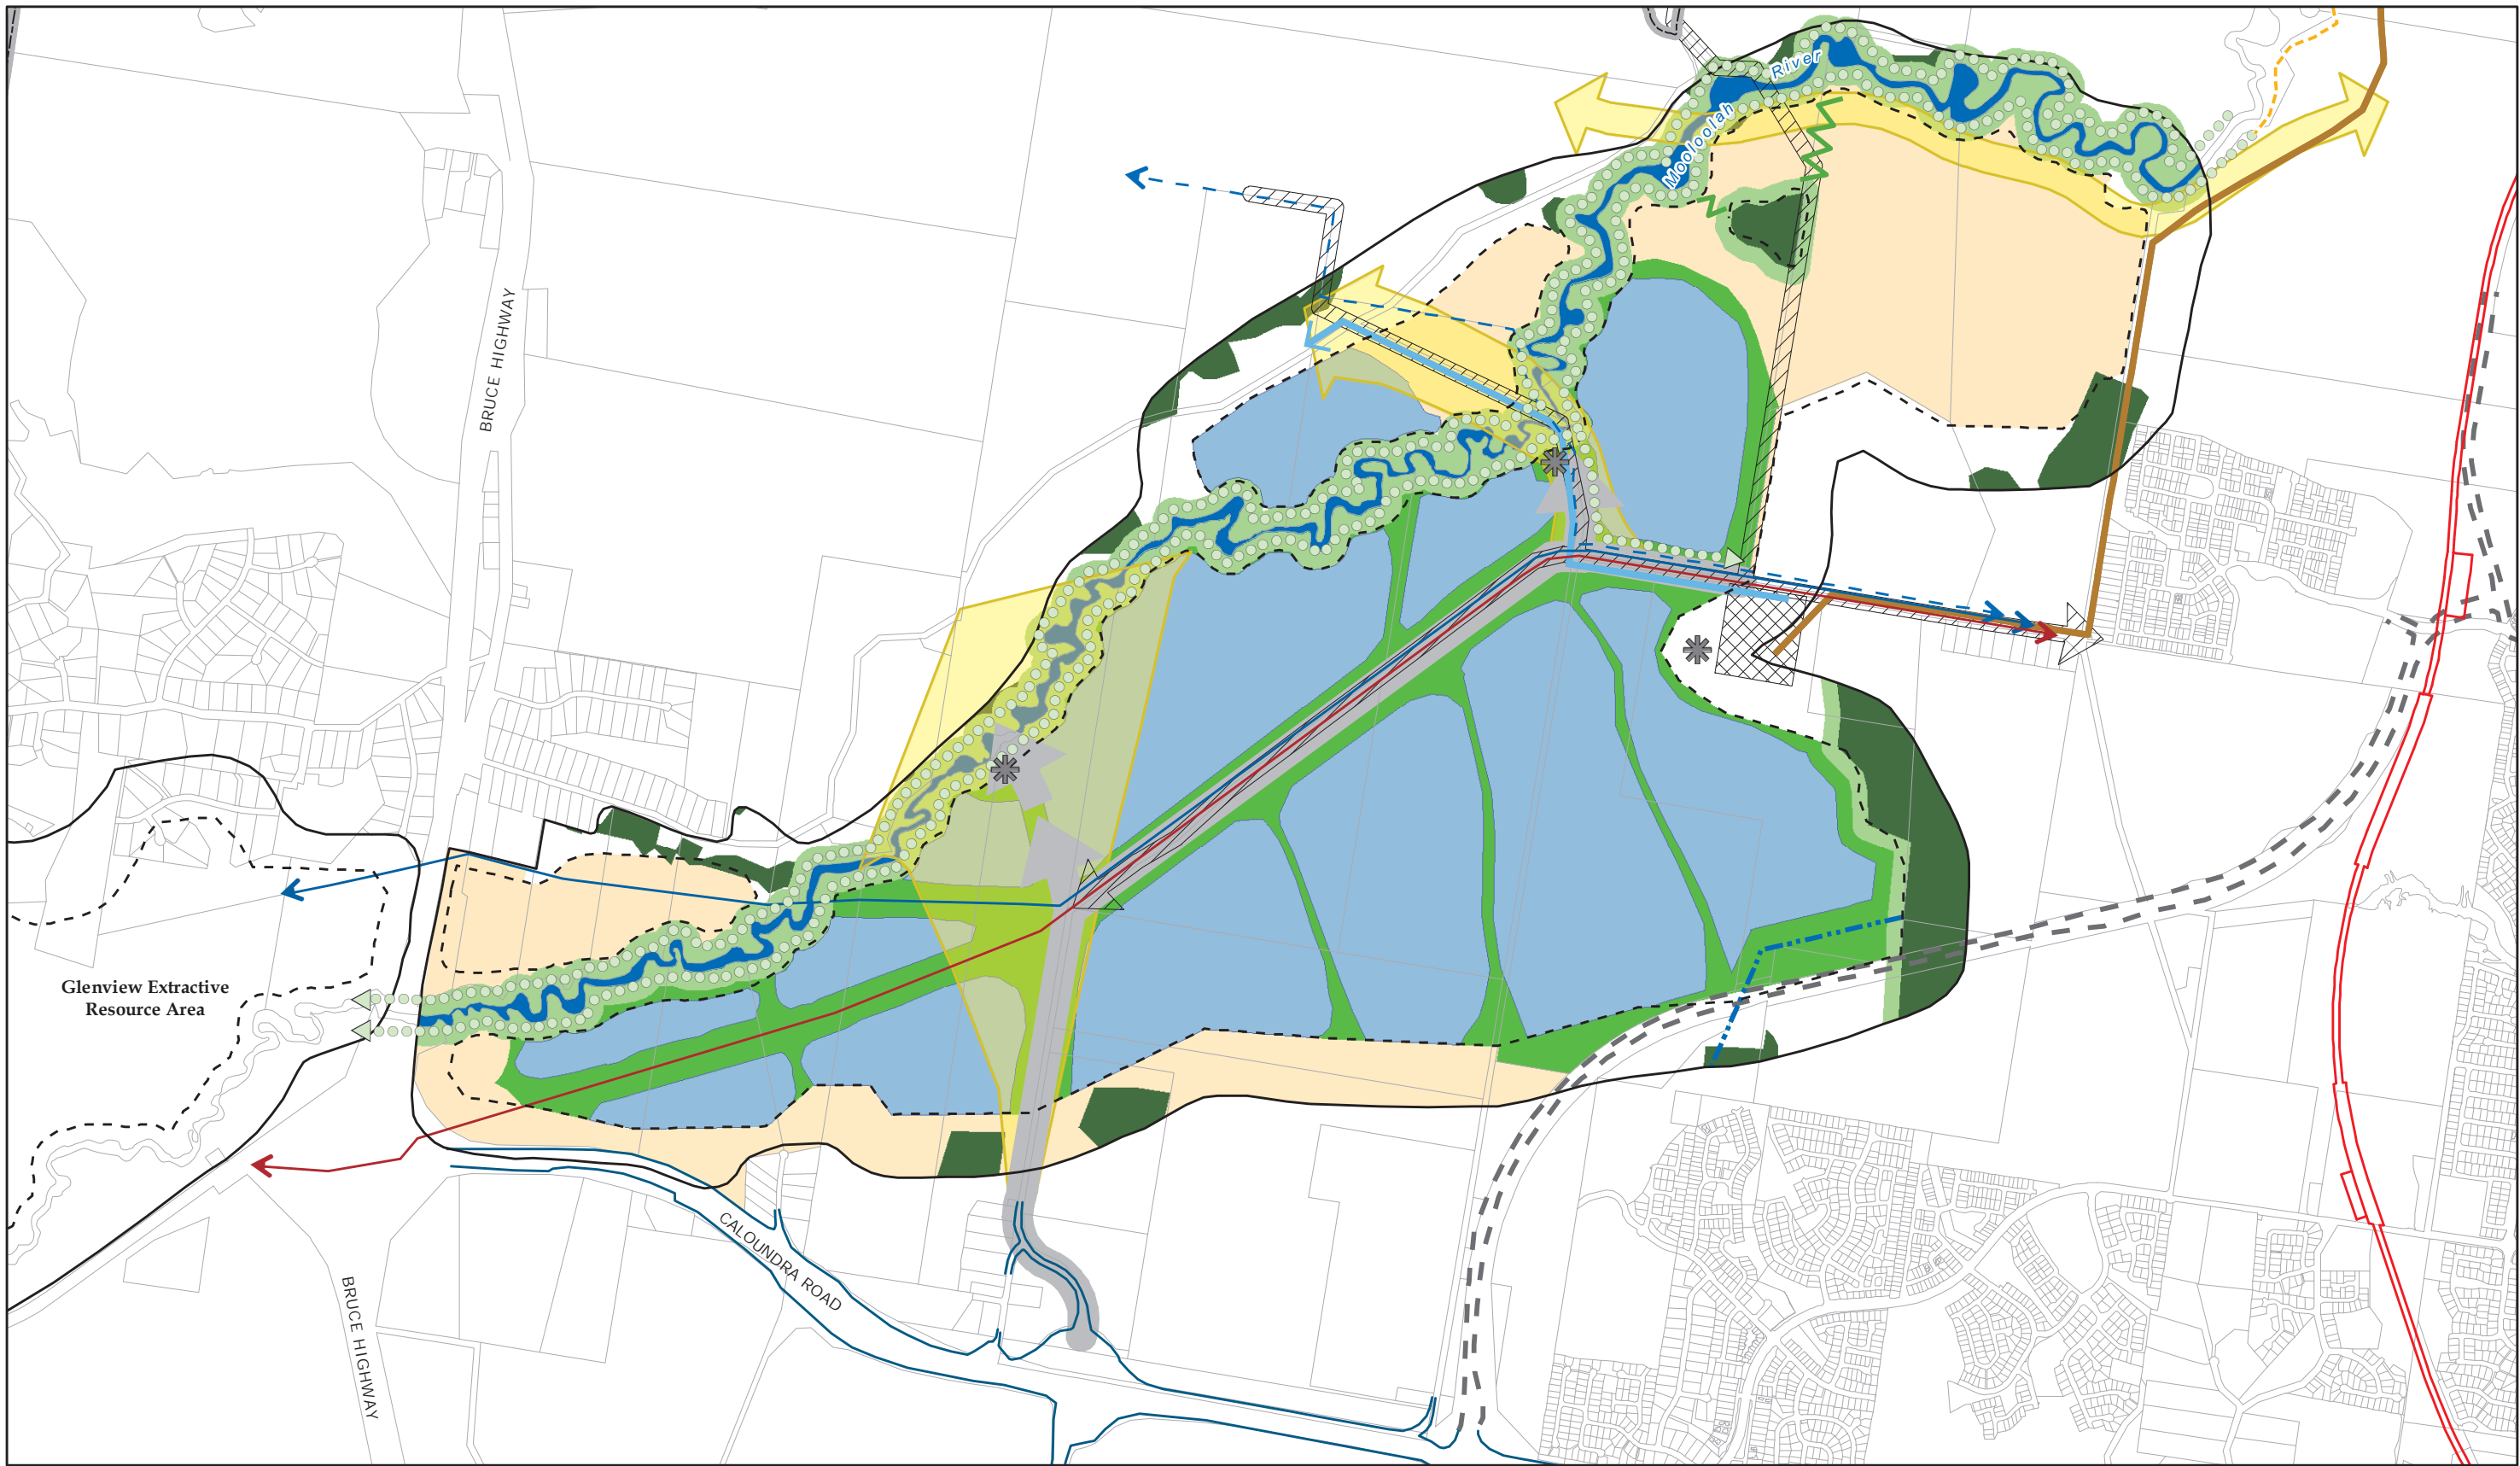 River
Mooloolah
BRUCE HIGHWAY
Glenview Extractive
Resource Area
CALOUNDRA ROAD
BRUCE HIGHWAY